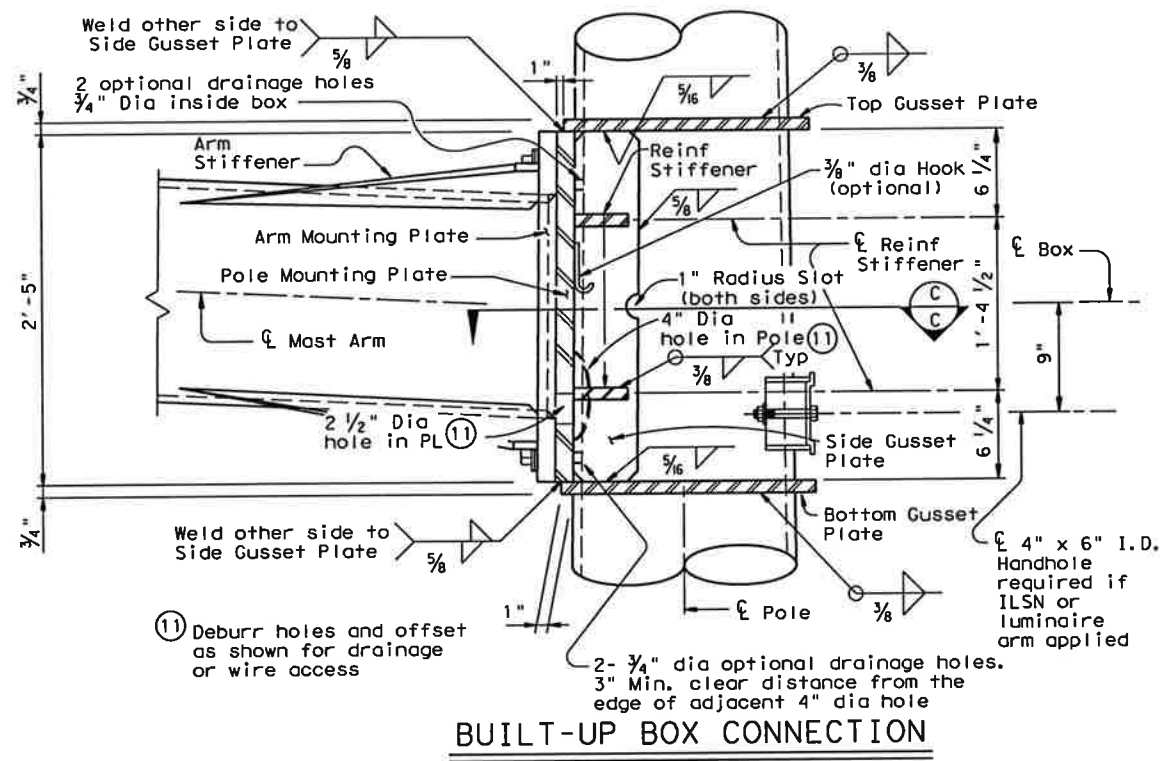 Weld other side to
Side Gusset Plate
5/8
2 optional drainage holes
3/4" Dia inside box
1"
3/4"
5/16
3/8
Top Gusset Plate
Arm
Stiffener
Reinf
Stiffener
3/8" dia Hook
(optional)
6 1/4"
5/8
Arm Mounting Plate
℄ Reinf
Stiffener
℄ Box
Pole Mounting Plate
1" Radius Slot
(both sides)
2'-5"
1'-4 1/2"
C
C
4" Dia
hole in Pole 11
℄ Mast Arm
Typ
3/8
9"
2 1/2" Dia
hole in PL 11
Side Gusset
Plate
6 1/4"
5/16
Bottom Gusset
Plate
3/4"
Weld other side to
Side Gusset Plate
5/8
℄ 4" x 6" I.D.
Handhole
required if
ILSN or
luminaire
arm applied
3/8
1"
℄ Pole
11 Deburr holes and offset
as shown for drainage
or wire access
2- 3/4" dia optional drainage holes.
3" Min. clear distance from the
edge of adjacent 4" dia hole
BUILT-UP BOX CONNECTION